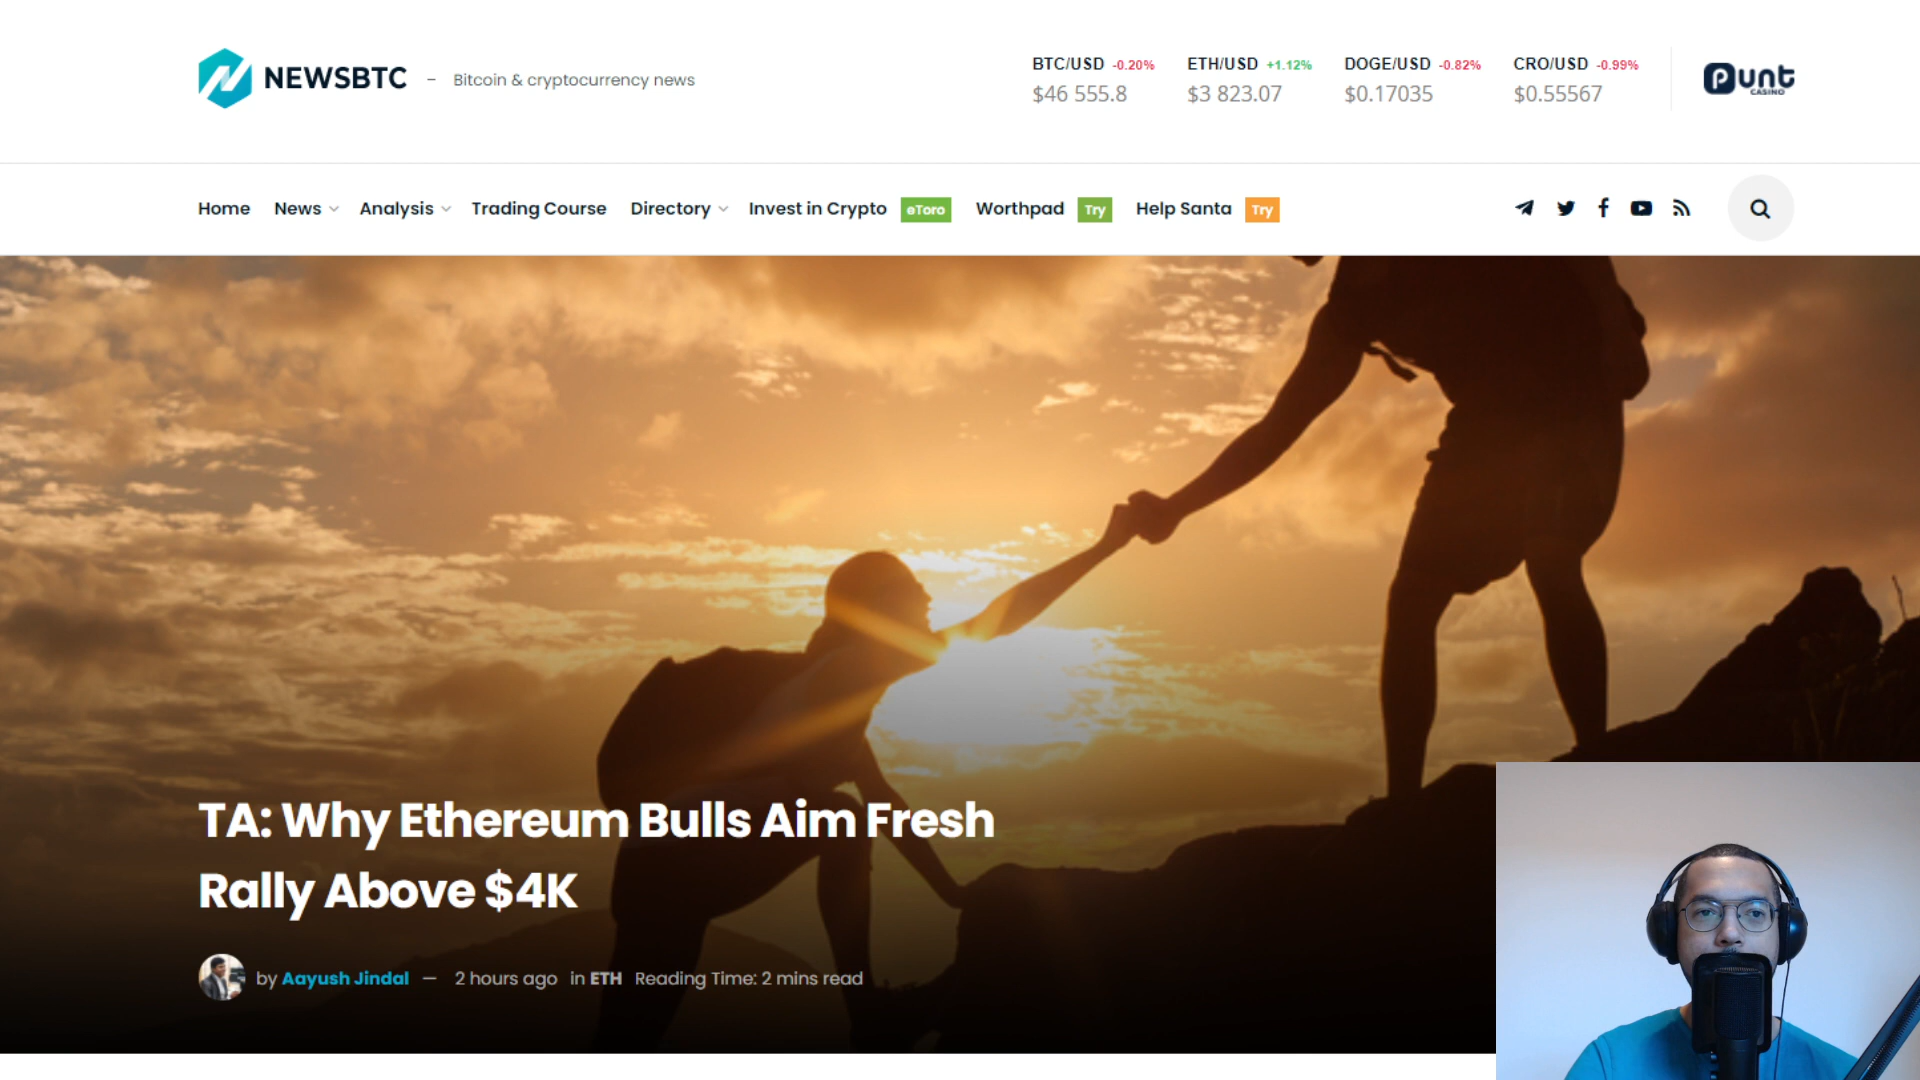 NEWSBTC – Bitcoin & cryptocurrency news
BTC/USD -0.20% ETH/USD +1.12% DOGE/USD -0.82% CRO/USD -0.99%
$46 555.8 $3 823.07 $0.17035 $0.55567
punt
CASINO
Home News Analysis Trading Course Directory Invest in Crypto eToro Worthpad Try Help Santa Try
TA: Why Ethereum Bulls Aim Fresh
Rally Above $4K
by Aayush Jindal — 2 hours ago in ETH Reading Time: 2 mins read